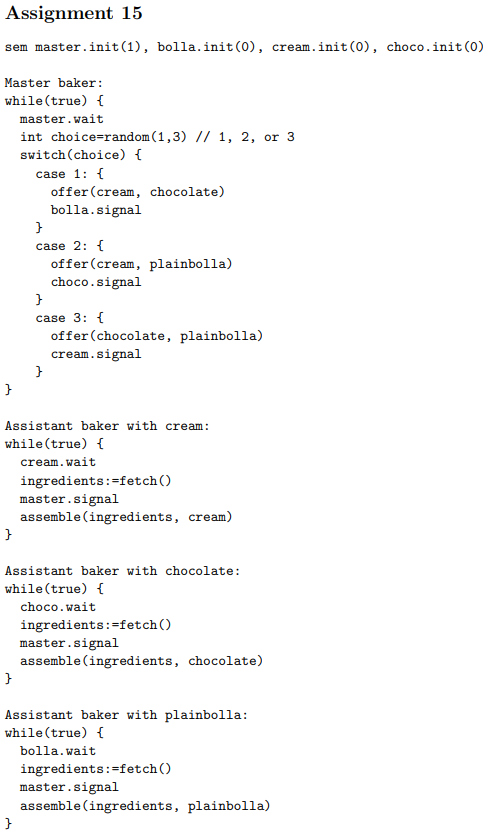 Assignment 15
sem master.init(1), bolla.init(0), cream.init(0), choco.init(0)
Master baker:
while(true) {
  master.wait
  int choice=random(1,3) // 1, 2, or 3
  switch(choice) {
    case 1: {
      offer(cream, chocolate)
      bolla.signal
    }
    case 2: {
      offer(cream, plainbolla)
      choco.signal
    }
    case 3: {
      offer(chocolate, plainbolla)
      cream.signal
    }
}
Assistant baker with cream:
while(true) {
  cream.wait
  ingredients:=fetch()
  master.signal
  assemble(ingredients, cream)
}
Assistant baker with chocolate:
while(true) {
  choco.wait
  ingredients:=fetch()
  master.signal
  assemble(ingredients, chocolate)
}
Assistant baker with plainbolla:
while(true) {
  bolla.wait
  ingredients:=fetch()
  master.signal
  assemble(ingredients, plainbolla)
}